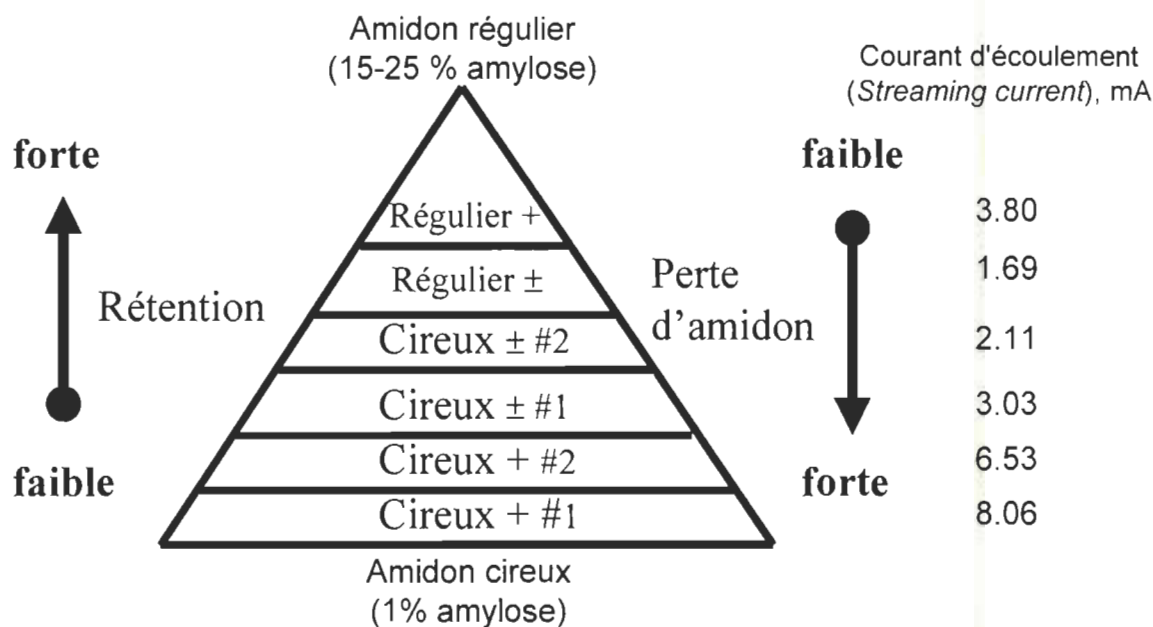 Amidon régulier
(15-25 % amylose)
Courant d'écoulement
(Streaming current), mA
forte
faible
Régulier +
3.80
Régulier ±
1.69
Rétention
Perte
d'amidon
Cireux ± #2
2.11
Cireux ± #1
3.03
Cireux + #2
6.53
faible
forte
Cireux + #1
8.06
Amidon cireux
(1% amylose)